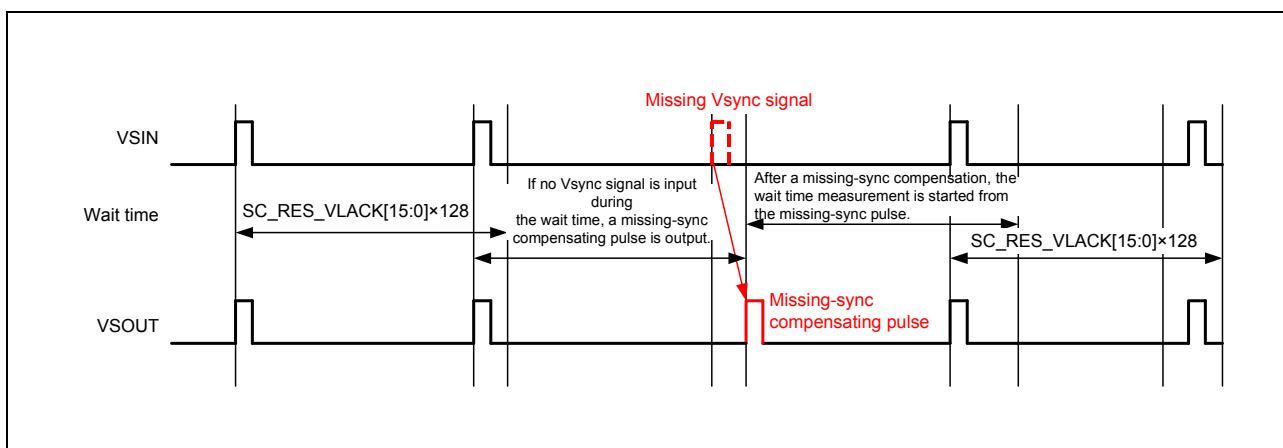 Missing Vsync signal
VSIN
If no Vsync signal is input
during
the wait time, a missing-sync
compensating pulse is output.
After a missing-sync compensation, the
wait time measurement is started from
the missing-sync pulse.
Wait time
SC_RES_VLACK[15:0]×128
SC_RES_VLACK[15:0]×128
Missing-sync
compensating pulse
VSOUT